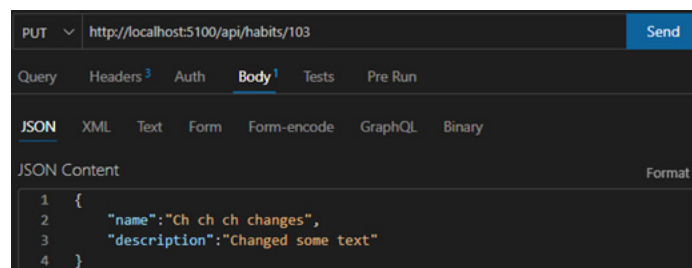 PUT http://localhost:5100/api/habits/103 Send
Query Headers 3 Auth Body 1 Tests Pre Run
JSON XML Text Form Form-encode GraphQL Binary
JSON Content Format
1 {
2 "name":"Ch ch ch changes",
3 "description":"Changed some text"
4 }